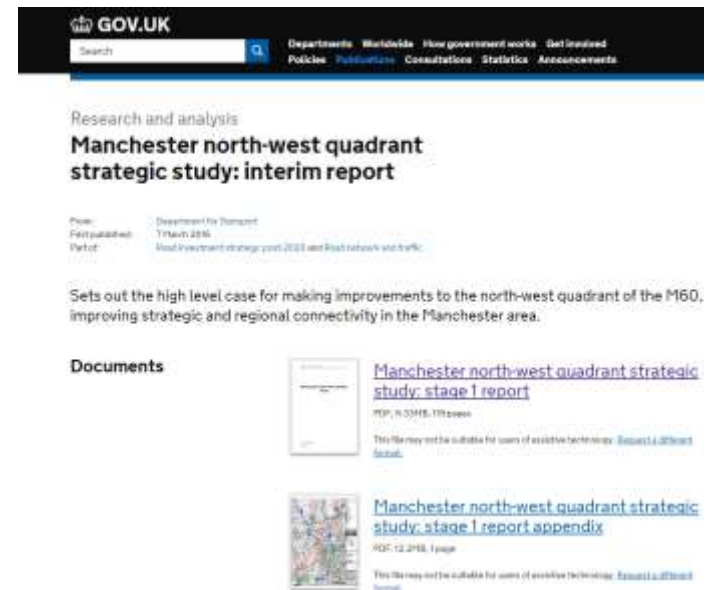 GOV.UK
Search
Departments Worldwide How government works Get involved
Policies Publications Consultations Statistics Announcements
Research and analysis
Manchester north-west quadrant
strategic study: interim report
From: Department for Transport
First published: 7 March 2016
Part of: Road investment strategy post-2020 and Road network and traffic
Sets out the high level case for making improvements to the north-west quadrant of the M60,
improving strategic and regional connectivity in the Manchester area.
Documents
Manchester north-west quadrant strategic
study: stage 1 report
PDF, 119 pages
This file may not be suitable for users of assistive technology. Request a different
format.
Manchester north-west quadrant strategic
study: stage 1 report appendix
PDF, 12.2MB, 1 page
This file may not be suitable for users of assistive technology. Request a different
format.